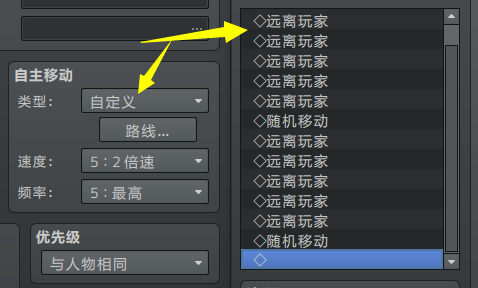 ...
自主移动
类型：
自定义
路线...
速度：
5：2倍速
频率：
5：最高
优先级
与人物相同
◇远离玩家
◇远离玩家
◇远离玩家
◇远离玩家
◇远离玩家
◇随机移动
◇远离玩家
◇远离玩家
◇远离玩家
◇远离玩家
◇远离玩家
◇随机移动
◇